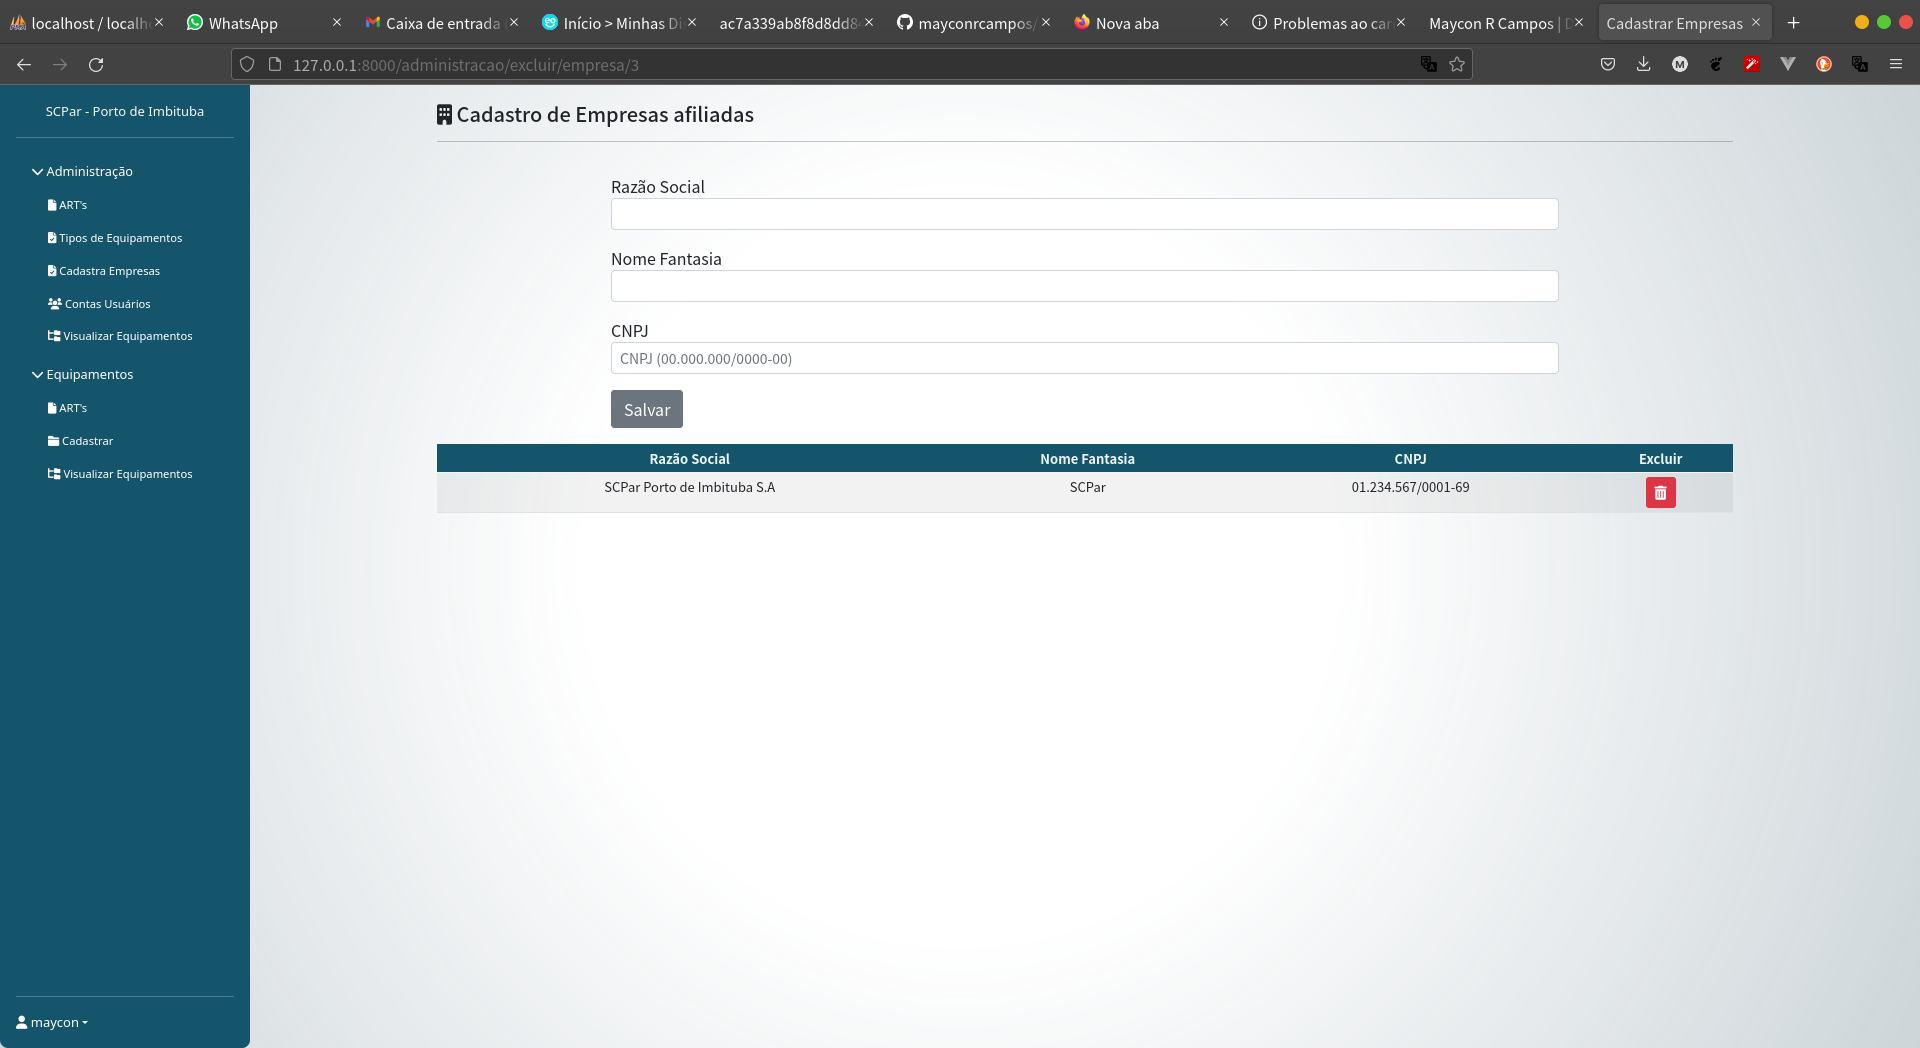 localhost / localh
WhatsApp
Caixa de entrada
Início > Minhas Di
ac7a339ab8f8d8dd8
mayconrcampos/
Nova aba
Problemas ao car
Maycon R Campos | D
Cadastrar Empresas
127.0.0.1:8000/administracao/excluir/empresa/3
SCPar - Porto de Imbituba
Administração
ART's
Tipos de Equipamentos
Cadastra Empresas
Contas Usuários
Visualizar Equipamentos
Equipamentos
ART's
Cadastrar
Visualizar Equipamentos
maycon
Cadastro de Empresas afiliadas
Razão Social
Nome Fantasia
CNPJ
CNPJ (00.000.000/0000-00)
Salvar
Razão Social Nome Fantasia CNPJ Excluir
SCPar Porto de Imbituba S.A SCPar 01.234.567/0001-69